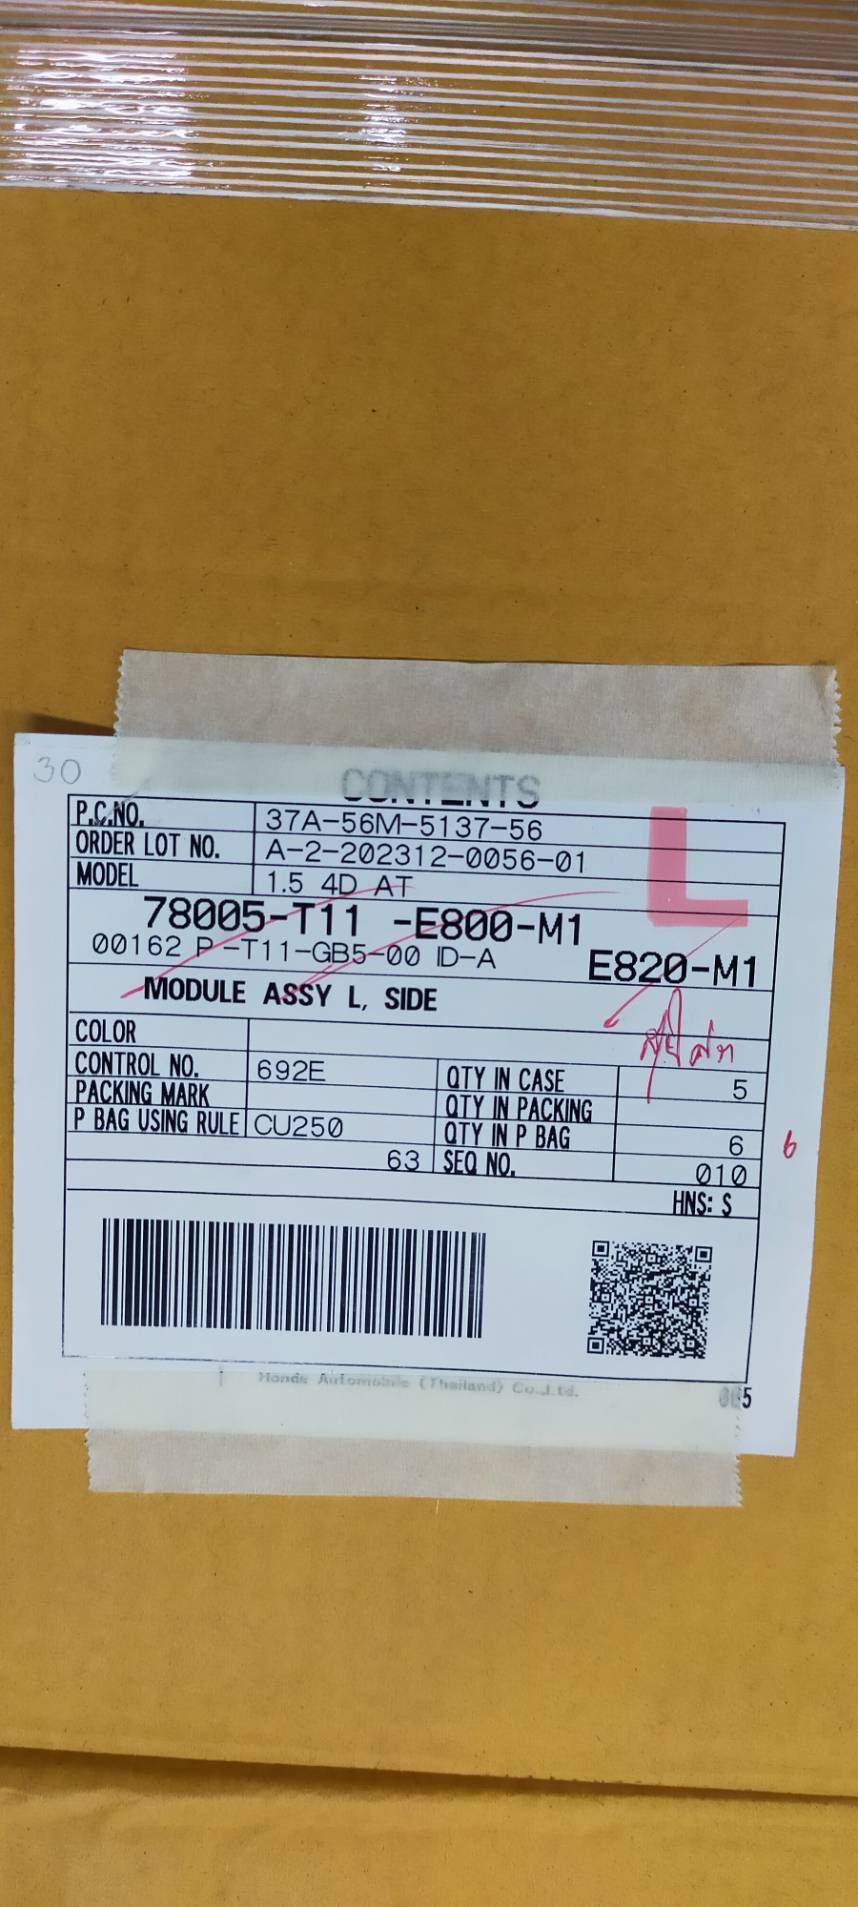 30
CONTENTS
P.C.NO. 37A-56M-5137-56
ORDER LOT NO. A-2-202312-0056-01
MODEL 1.5 4D AT
L
78005-T11 -E800-M1
00162 P -T11-GB5-00 ID-A E820-M1
MODULE ASSY L, SIDE
COLOR
CONTROL NO. 692E QTY IN CASE 5
PACKING MARK QTY IN PACKING
P BAG USING RULE CU250 QTY IN P BAG 6 6
63 SEQ NO. 010
HNS: S
Honda Automobile (Thailand) Co.,Ltd.
005